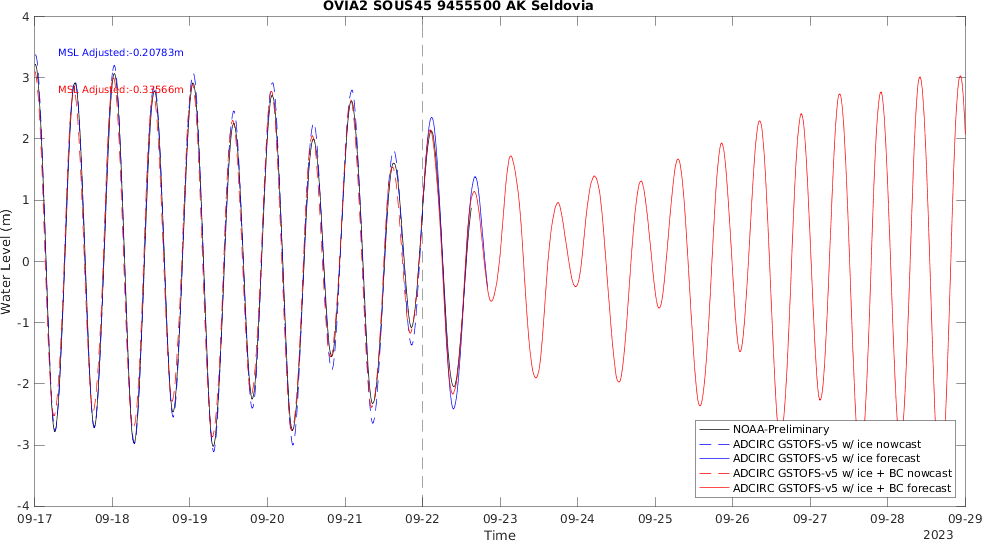 OVIA2 SOUS45 9455500 AK Seldovia
MSL Adjusted:-0.20783m
MSL Adjusted:-0.33566m
4
3
2
1
0
-1
-2
-3
-4
Water Level (m)
NOAA-Preliminary
ADCIRC GSTOFS-v5 w/ ice nowcast
ADCIRC GSTOFS-v5 w/ ice forecast
ADCIRC GSTOFS-v5 w/ ice + BC nowcast
ADCIRC GSTOFS-v5 w/ ice + BC forecast
09-17 09-18 09-19 09-20 09-21 09-22 09-23 09-24 09-25 09-26 09-27 09-28 09-29
Time
2023